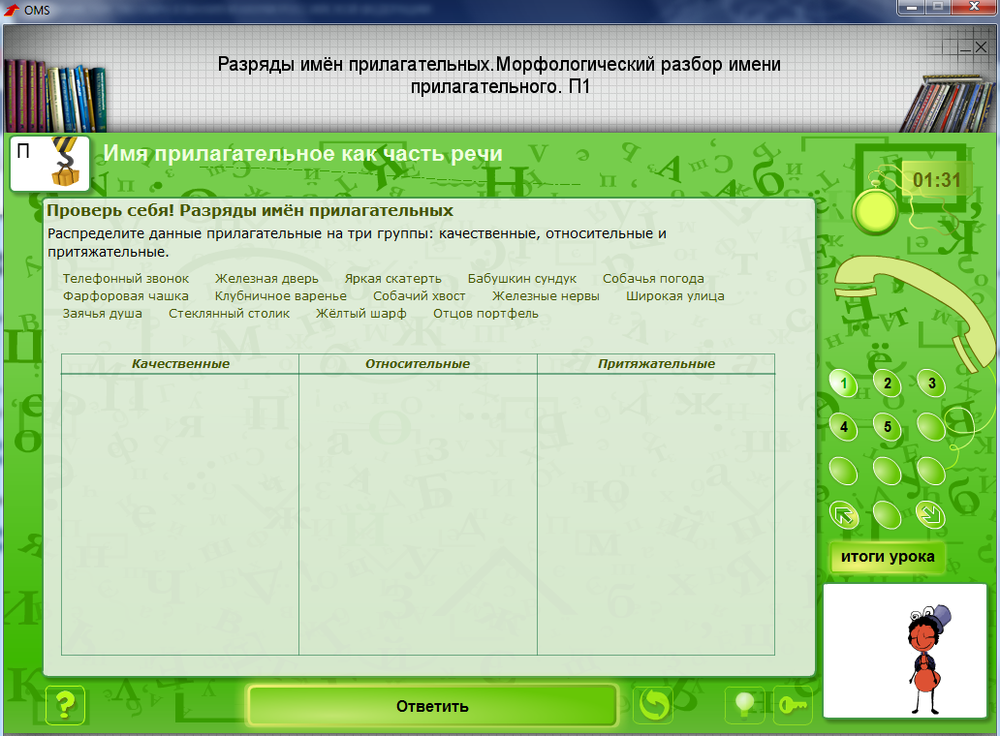 OMS
Разряды имён прилагательных.Морфологический разбор имени
прилагательного. П1
П
Имя прилагательное как часть речи
01:31
Проверь себя! Разряды имён прилагательных
Распределите данные прилагательные на три группы: качественные, относительные и
притяжательные.
Телефонный звонок Железная дверь Яркая скатерть Бабушкин сундук Собачья погода
Фарфоровая чашка Клубничное варенье Собачий хвост Железные нервы Широкая улица
Заячья душа Стеклянный столик Жёлтый шарф Отцов портфель
Качественные Относительные Притяжательные
1 2 3
4 5
итоги урока
? Ответить